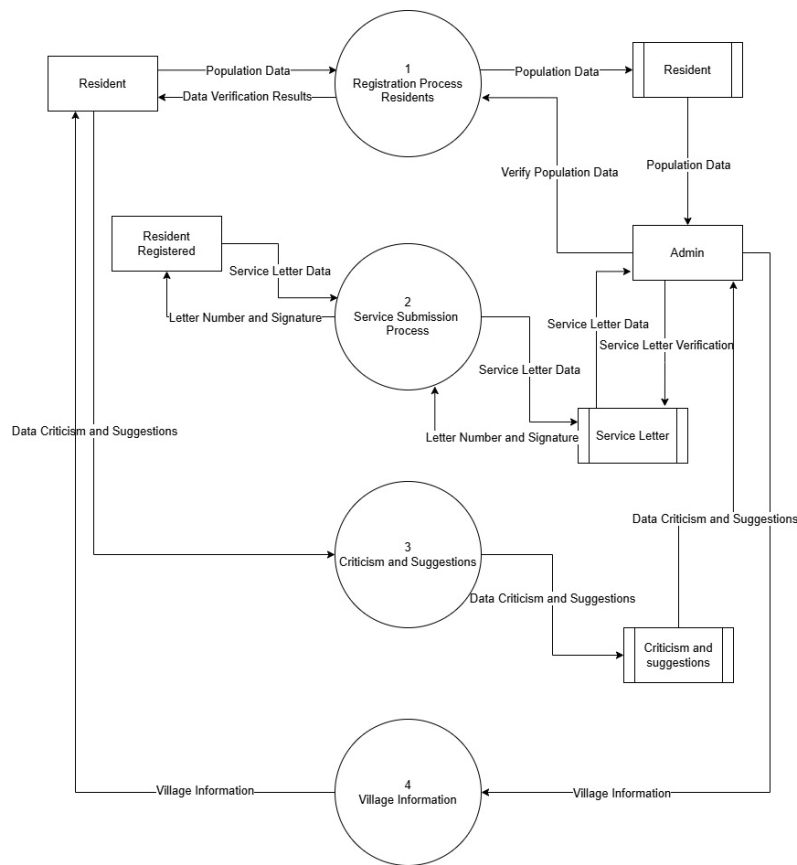 1
Registration Process
Residents
Resident
Population Data
Population Data
Resident
Data Verification Results
Verify Population Data
Population Data
Resident
Registered
Service Letter Data
Admin
2
Service Submission
Process
Letter Number and Signature
Service Letter Data
Service Letter Verification
Service Letter Data
Data Criticism and Suggestions
Letter Number and Signature
Service Letter
Data Criticism and Suggestions
3
Criticism and Suggestions
Data Criticism and Suggestions
Criticism and
suggestions
4
Village Information
Village Information
Village Information